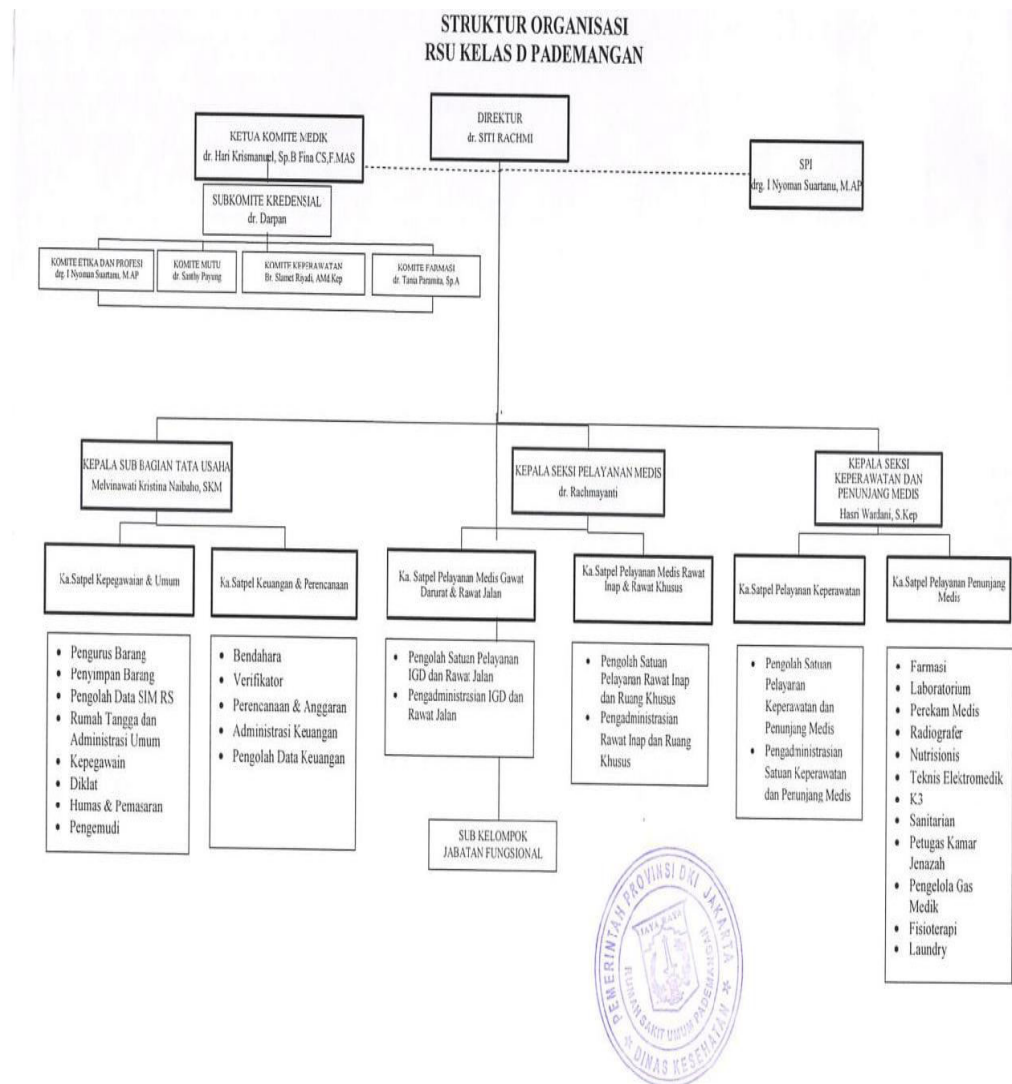 STRUKTUR ORGANISASI
RSU KELAS D PADEMANGAN
DIREKTUR
dr. SITI RACHMI
KETUA KOMITE MEDIK
dr. Hari Krismanuel, Sp.B Fina CS,F.MAS
SPI
drg. I Nyoman Suartanu, M.AP
SUBKOMITE KREDENSIAL
dr. Darpan
KOMITE ETIKA DAN PROFESI
drg. I Nyoman Suartanu, M.AP
KOMITE MUTU
dr. Santhy Payung
KOMITE KEPERAWATAN
Br. Slamet Riyadi, AMd.Kep
KOMITE FARMASI
dr. Tania Paramita, Sp.A
KEPALA SUB BAGIAN TATA USAHA
Melvinawati Kristina Naibaho, SKM
KEPALA SEKSI PELAYANAN MEDIS
dr. Rachmayanti
KEPALA SEKSI
KEPERAWATAN DAN
PENUNJANG MEDIS
Hasri Wardani, S.Kep
Ka.Satpel Kepegawaian & Umum
Ka.Satpel Keuangan & Perencanaan
Ka. Satpel Pelayanan Medis Gawat
Darurat & Rawat Jalan
Ka.Satpel Pelayanan Medis Rawat
Inap & Rawat Khusus
Ka.Satpel Pelayanan Keperawatan
Ka.Satpel Pelayanan Penunjang
Medis
• Pengurus Barang
• Penyimpan Barang
• Pengolah Data SIM RS
• Rumah Tangga dan
Administrasi Umum
• Kepegawain
• Diklat
• Humas & Pemasaran
• Pengemudi
• Bendahara
• Verifikator
• Perencanaan & Anggaran
• Administrasi Keuangan
• Pengolah Data Keuangan
• Pengolah Satuan Pelayanan
IGD dan Rawat Jalan
• Pengadministrasian IGD dan
Rawat Jalan
• Pengolah Satuan
Pelayanan Rawat Inap
dan Ruang Khusus
• Pengadministrasian
Rawat Inap dan Ruang
Khusus
• Pengolah Satuan
Pelayaran
Keperawatan dan
Penunjang Medis
• Pengadministrasian
Satuan Keperawatan
dan Perunjang Medis
• Farmasi
• Laboratorium
• Perekam Medis
• Radiografer
• Nutrisionis
• Teknis Elektromedik
• K3
• Sanitarian
• Petugas Kamar
Jenazah
• Pengelola Gas
Medik
• Fisioterapi
• Laundry
SUB KELOMPOK
JABATAN FUNGSIONAL
PEMERINTAH PROVINSI DKI JAKARTA
JAYA RAYA
RUMAH SAKIT UMUM PADEMANGAN
DINAS KESEHATAN